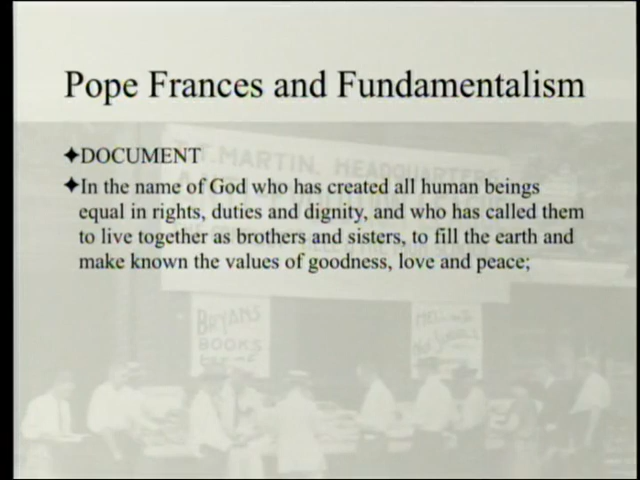 Pope Frances and Fundamentalism
✦DOCUMENT
✦In the name of God who has created all human beings
equal in rights, duties and dignity, and who has called them
to live together as brothers and sisters, to fill the earth and
make known the values of goodness, love and peace;
T.T. MARTIN, HEADQUARTERS
BRYAN'S
BOOKS